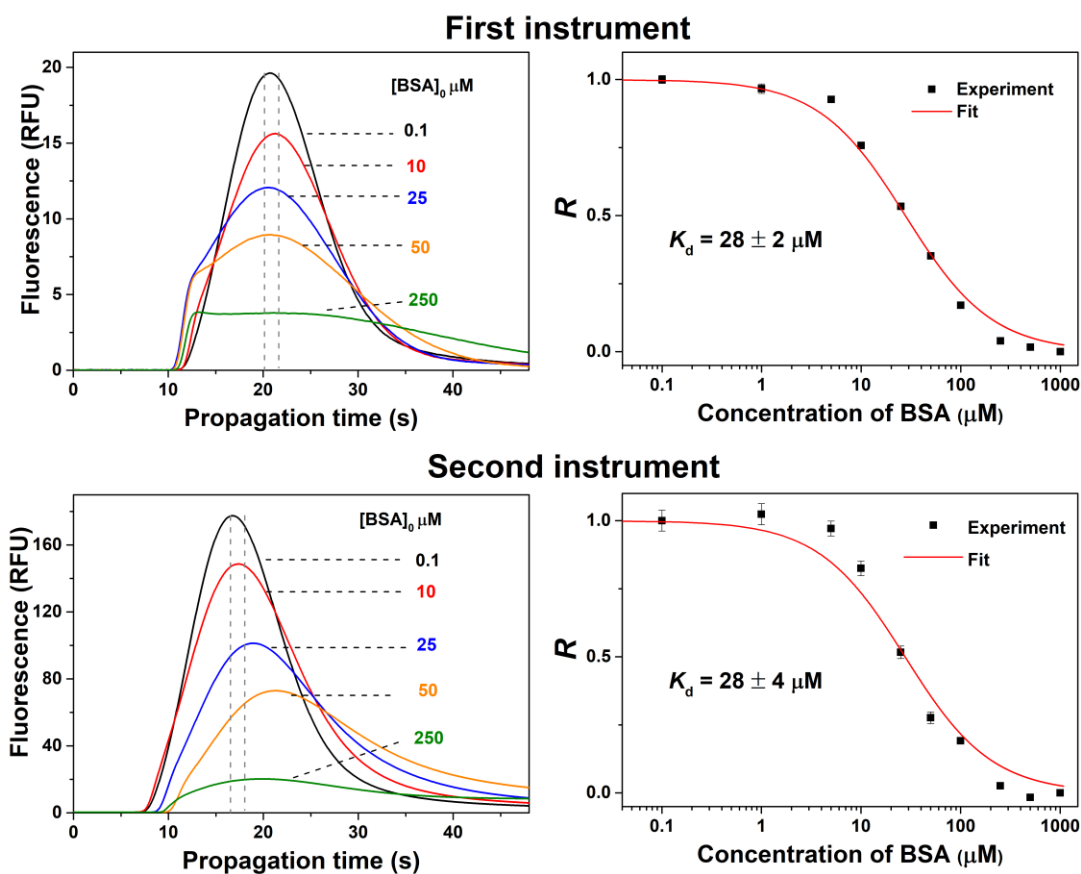 First instrument
Fluorescence (RFU)
20
15
10
5
0
[BSA]₀ μM
0.1
10
25
50
250
0 10 20 30 40
Propagation time (s)
R
1.0
0.5
0.0
Experiment
Fit
K_d = 28 ± 2 μM
0.1 1 10 100 1000
Concentration of BSA (μM)
Second instrument
Fluorescence (RFU)
160
120
80
40
0
[BSA]₀ μM
0.1
10
25
50
250
0 10 20 30 40
Propagation time (s)
R
1.0
0.5
0.0
Experiment
Fit
K_d = 28 ± 4 μM
0.1 1 10 100 1000
Concentration of BSA (μM)